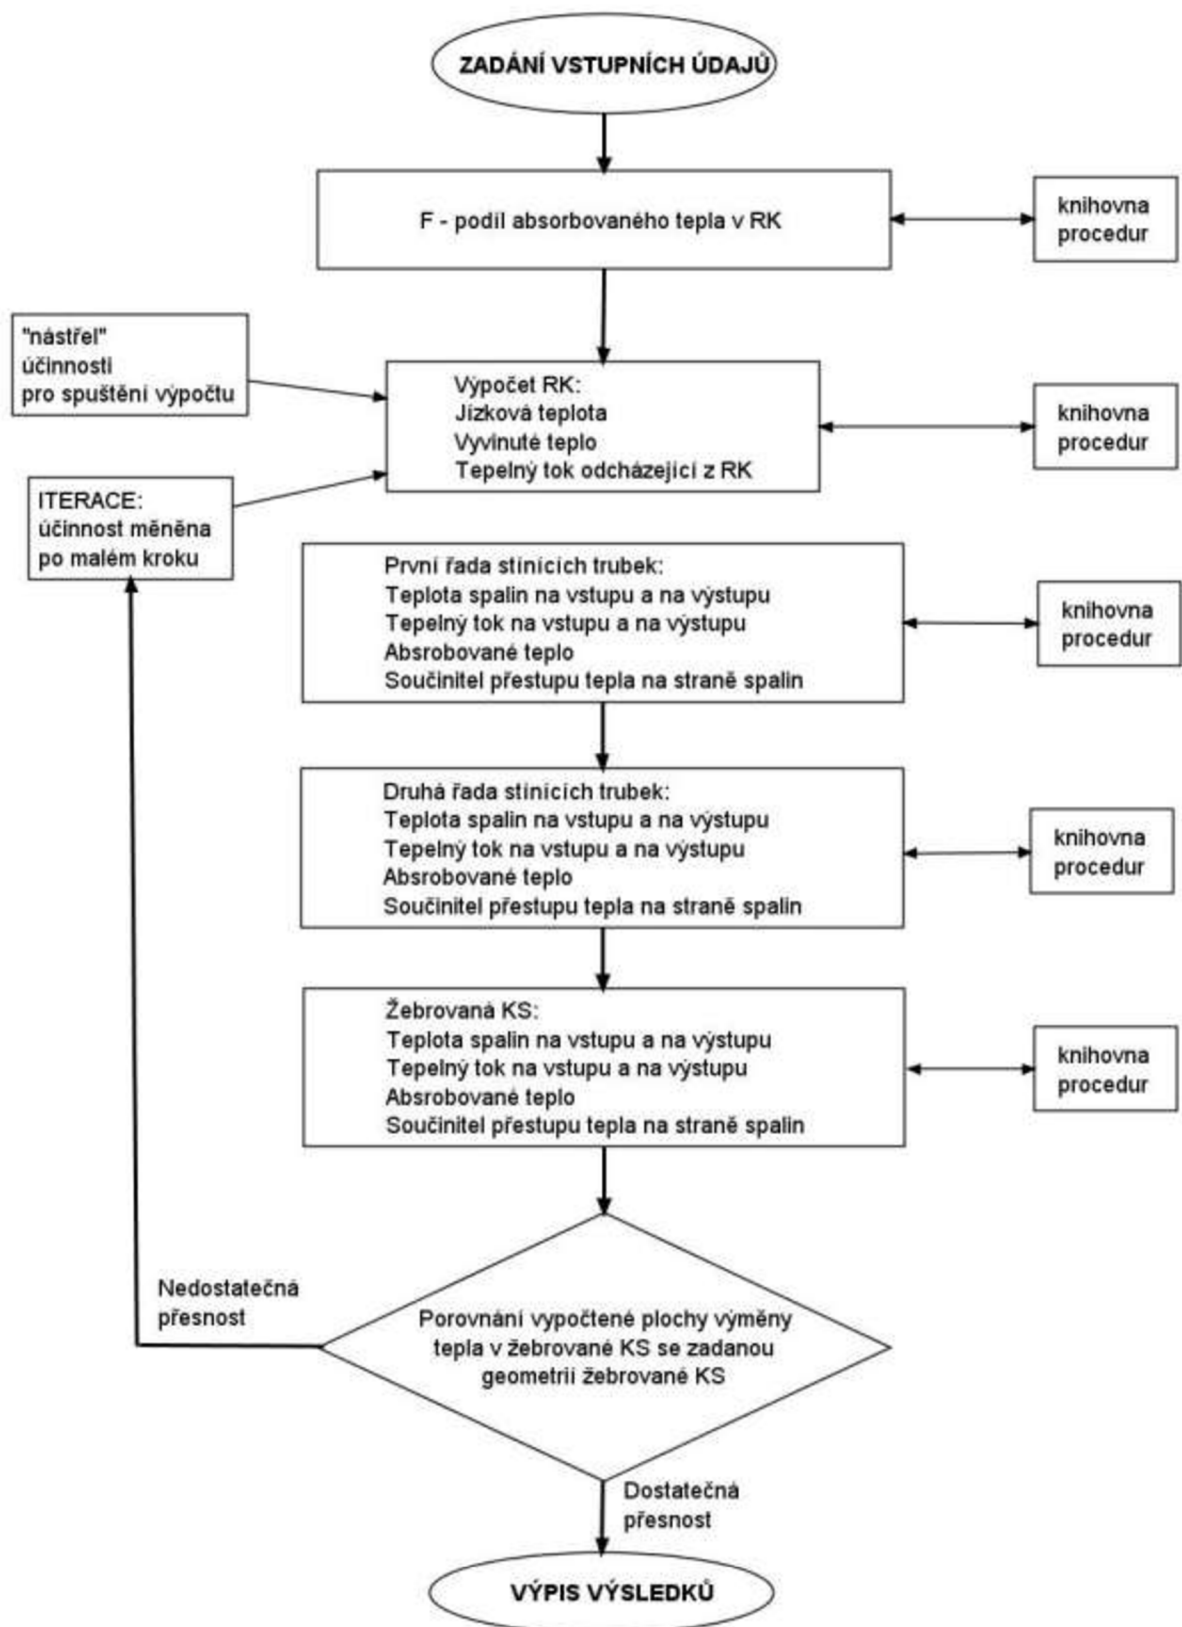 ZADÁNÍ VSTUPNÍCH ÚDAJŮ
F - podíl absorbovaného tepla v RK
knihovna
procedur
"nástřel"
účinnosti
pro spuštění výpočtu
Výpočet RK:
Jízková teplota
Vyvinuté teplo
Tepelný tok odcházející z RK
knihovna
procedur
ITERACE:
účinnost měněna
po malém kroku
První řada stínících trubek:
Teplota spalin na vstupu a na výstupu
Tepelný tok na vstupu a na výstupu
Absrobované teplo
Součinitel přestupu tepla na straně spalin
knihovna
procedur
Druhá řada stínících trubek:
Teplota spalin na vstupu a na výstupu
Tepelný tok na vstupu a na výstupu
Absrobované teplo
Součinitel přestupu tepla na straně spalin
knihovna
procedur
Žebrovaná KS:
Teplota spalin na vstupu a na výstupu
Tepelný tok na vstupu a na výstupu
Absrobované teplo
Součinitel přestupu tepla na straně spalin
knihovna
procedur
Nedostatečná
přesnost
Porovnání vypočtené plochy výměny
tepla v žebrované KS se zadanou
geometrií žebrované KS
Dostatečná
přesnost
VÝPIS VÝSLEDKŮ